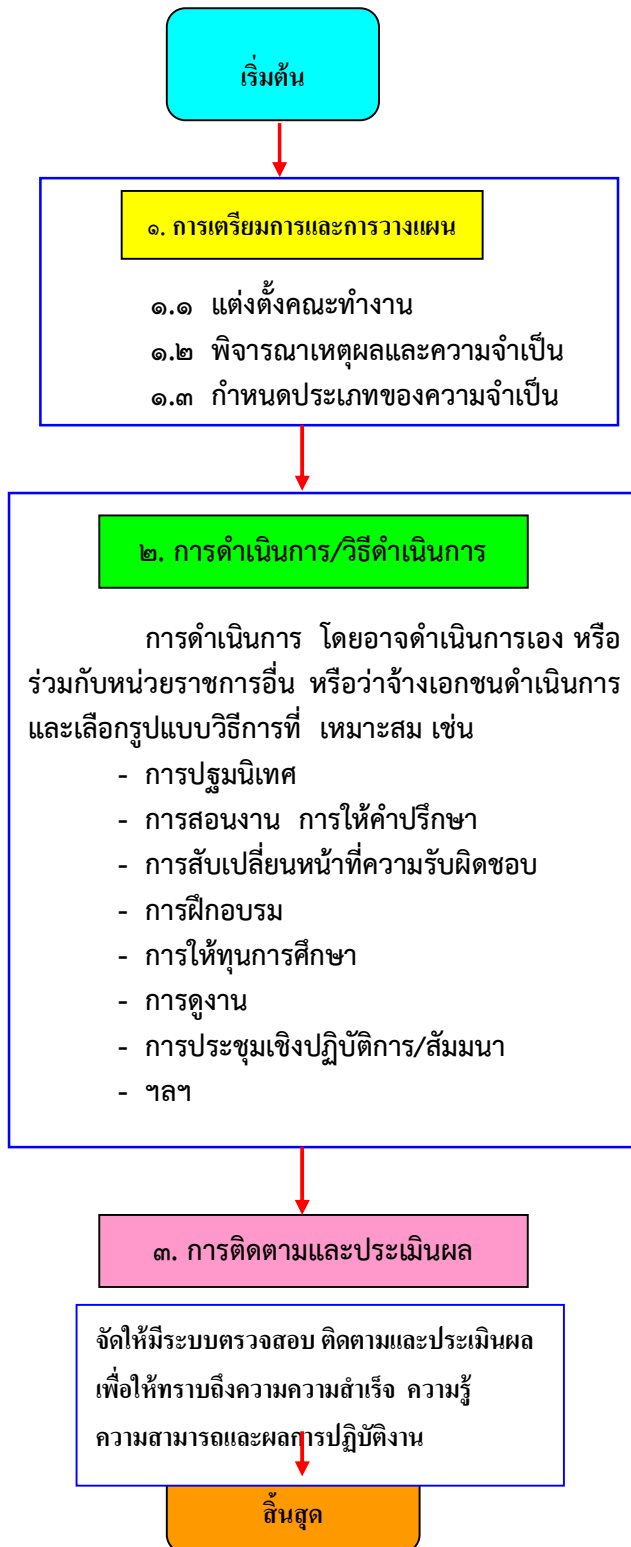 เริ่มต้น
๑. การเตรียมการและการวางแผน
๑.๑ แต่งตั้งคณะทำงาน
๑.๒ พิจารณาเหตุผลและความจำเป็น
๑.๓ กำหนดประเภทของความจำเป็น
๒. การดำเนินการ/วิธีดำเนินการ
การดำเนินการ โดยอาจดำเนินการเอง หรือ
ร่วมกับหน่วยราชการอื่น หรือว่าจ้างเอกชนดำเนินการ
และเลือกรูปแบบวิธีการที่ เหมาะสม เช่น
- การปฐมนิเทศ
- การสอนงาน การให้คำปรึกษา
- การสับเปลี่ยนหน้าที่ความรับผิดชอบ
- การฝึกอบรม
- การให้ทุนการศึกษา
- การดูงาน
- การประชุมเชิงปฏิบัติการ/สัมมนา
- ฯลฯ
๓. การติดตามและประเมินผล
จัดให้มีระบบตรวจสอบ ติดตามและประเมินผล
เพื่อให้ทราบถึงความความสำเร็จ ความรู้
ความสามารถและผลการปฏิบัติงาน
สิ้นสุด